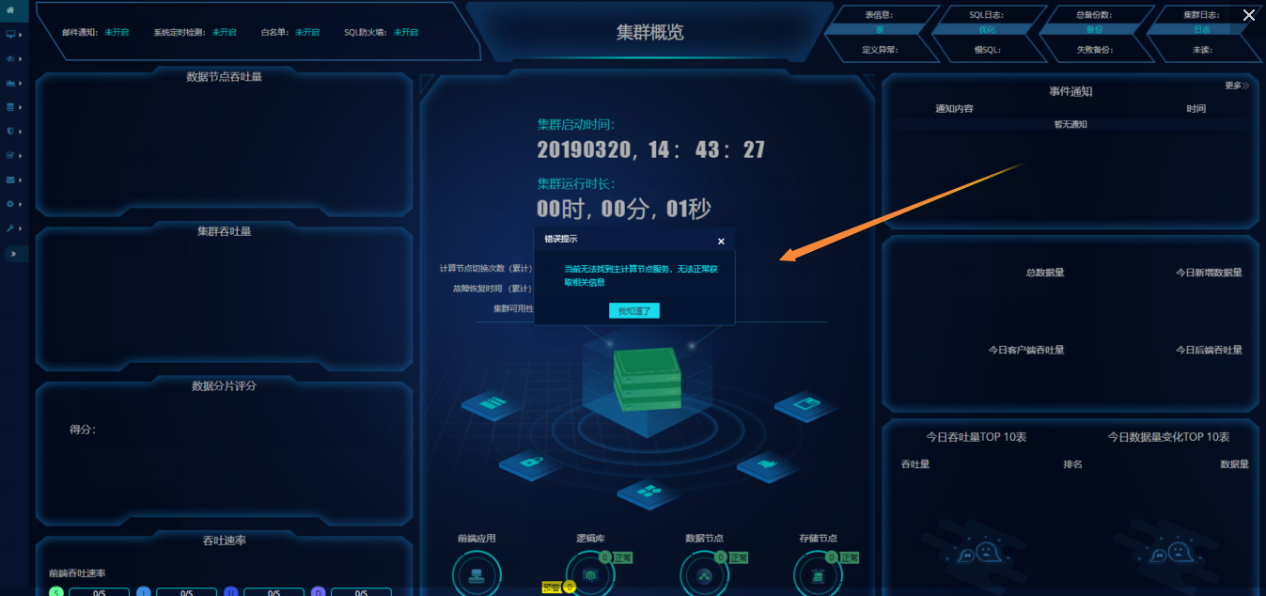 邮件通知: 未开启 系统定时检测: 未开启 白名单: 未开启 SQL防火墙: 未开启
集群概览
表信息:
表
定义异常:
SQL日志:
优化
慢SQL:
总备份数:
备份
失败备份:
集群日志:
日志
未读:
数据节点吞吐量
集群吞吐量
数据分片评分
得分:
吞吐速率
前端吞吐速率
S 0/S I 0/S U 0/S D 0/S
集群启动时间:
20190320, 14: 43: 27
集群运行时长:
00时, 00分, 01秒
计算节点切换次数 (累计)
故障恢复时间 (累计)
集群可用性
错误提示
当前无法找到主计算节点服务，无法正常获
取相关信息
我知道了
前端应用 逻辑库 数据节点 存储节点
0 正常 0 正常 0 正常
预警 0
事件通知
更多
通知内容 时间
暂无通知
总数据量 今日新增数据量
今日客户端吞吐量 今日后端吞吐量
今日吞吐量TOP 10表 今日数据量变化TOP 10表
吞吐量 排名 数据量